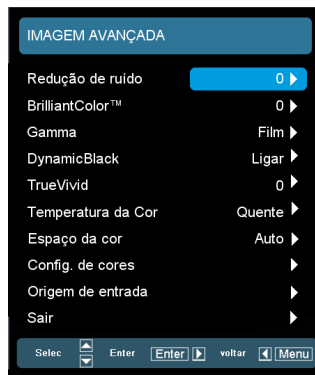 IMAGEM AVANÇADA
Redução de ruído 0
BrilliantColor™ 0
Gamma Film
DynamicBlack Ligar
TrueVivid 0
Temperatura da Cor Quente
Espaço da cor Auto
Config. de cores
Origem de entrada
Sair
Selec Enter Enter voltar Menu